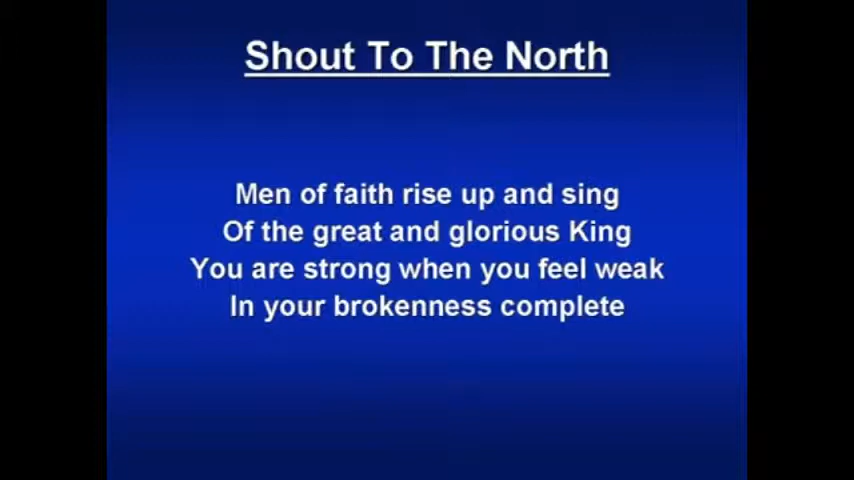 Shout To The North
Men of faith rise up and sing
Of the great and glorious King
You are strong when you feel weak
In your brokenness complete